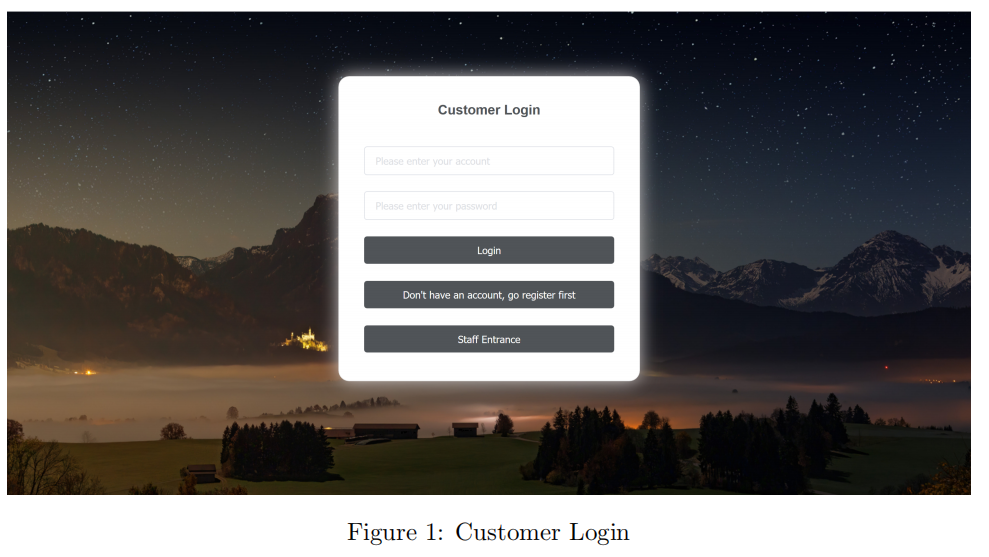 Customer Login
Please enter your account
Please enter your password
Login
Don't have an account, go register first
Staff Entrance
Figure 1: Customer Login